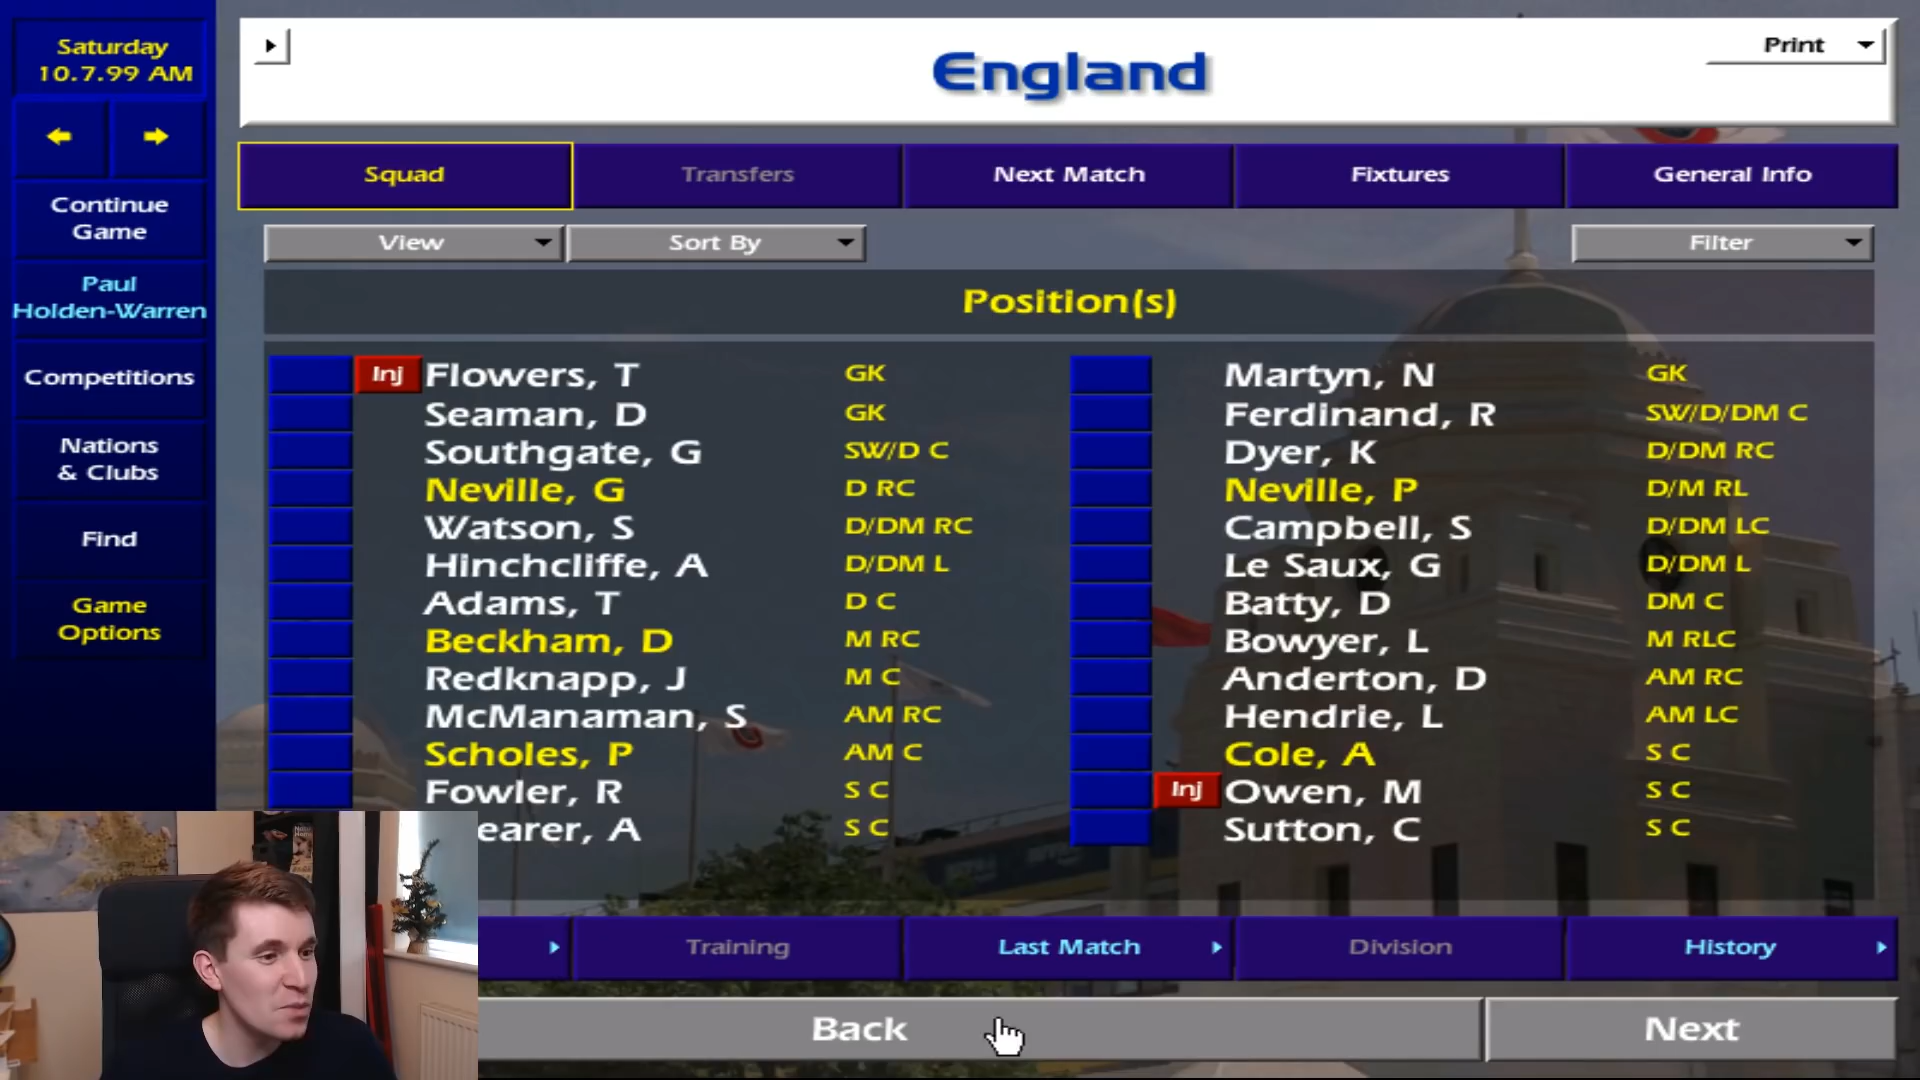 Saturday
10.7.99 AM
Continue
Game
Paul
Holden-Warren
Competitions
Nations
& Clubs
Find
Game
Options
England
Print
Squad
Transfers
Next Match
Fixtures
General Info
View
Sort By
Filter
Position(s)
Inj Flowers, T GK
Martyn, N GK
Seaman, D GK
Ferdinand, R SW/D/DM C
Southgate, G SW/D C
Dyer, K D/DM RC
Neville, G D RC
Neville, P D/M RL
Watson, S D/DM RC
Campbell, S D/DM LC
Hinchcliffe, A D/DM L
Le Saux, G D/DM L
Adams, T D C
Batty, D DM C
Beckham, D M RC
Bowyer, L M RLC
Redknapp, J M C
Anderton, D AM RC
McManaman, S AM RC
Hendrie, L AM LC
Scholes, P AM C
Cole, A S C
Fowler, R S C
Inj Owen, M S C
earer, A S C
Sutton, C S C
Training
Last Match
Division
History
Back
Next